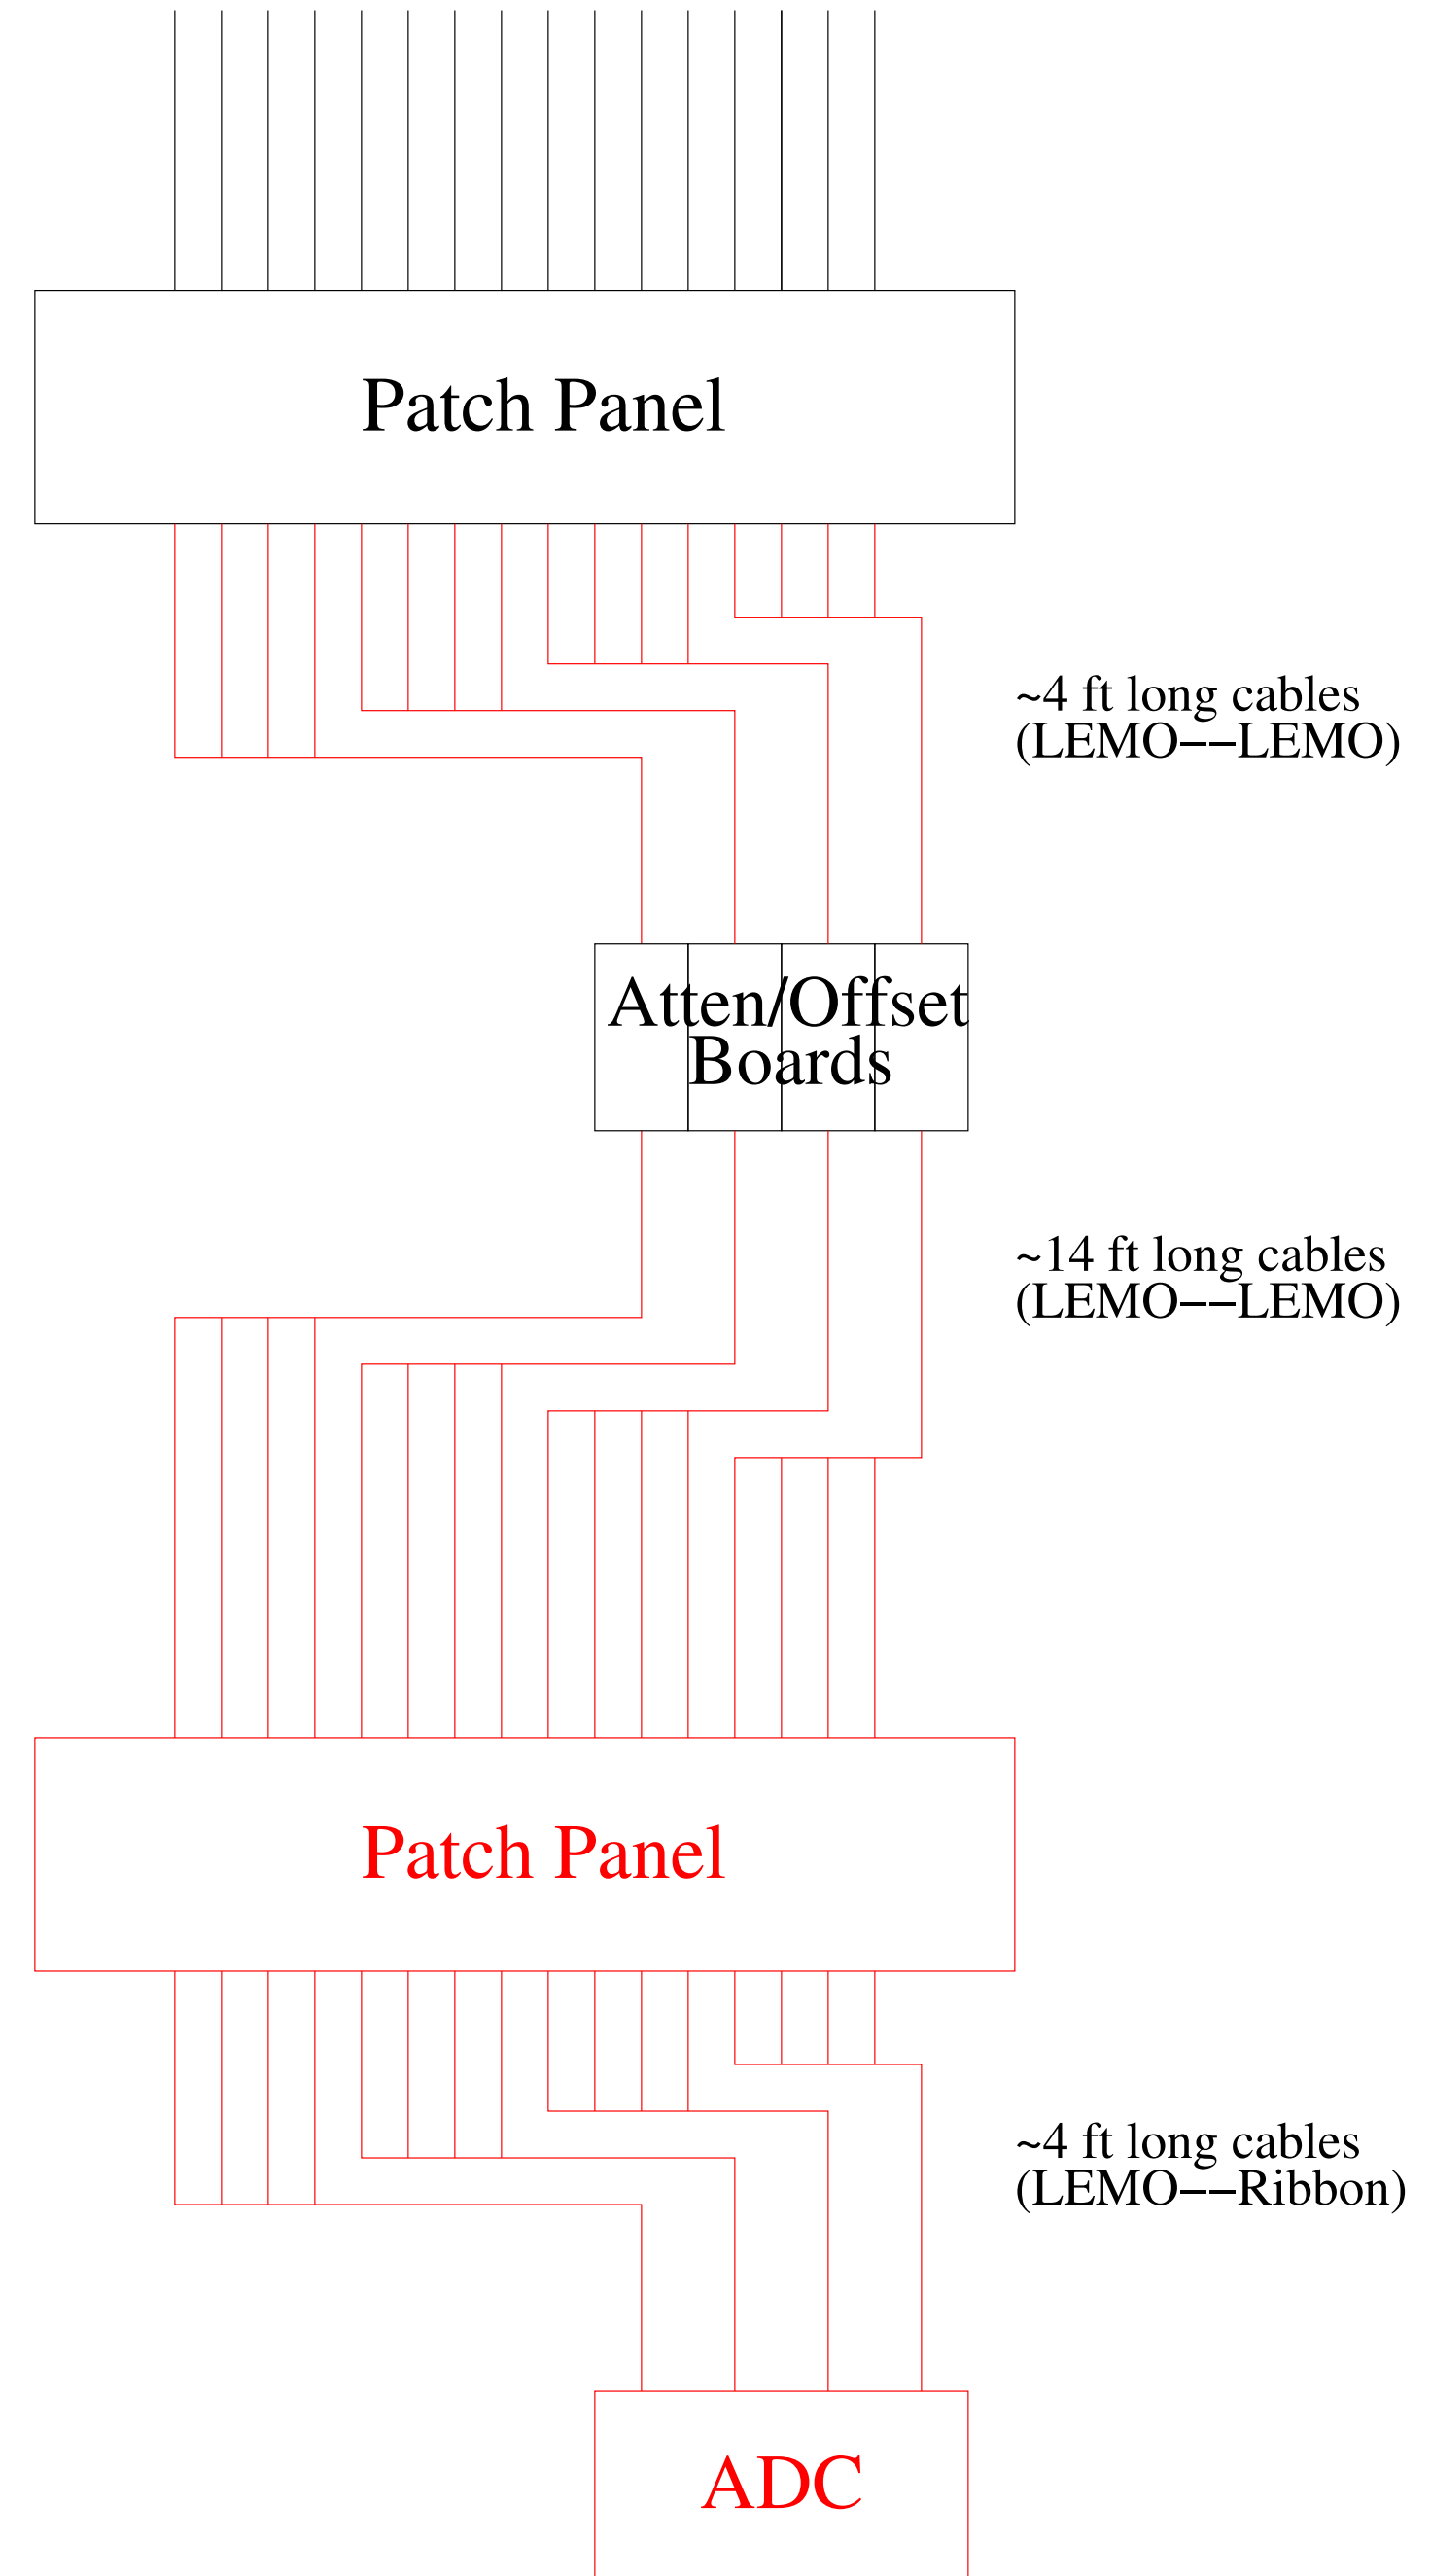 Patch Panel
~4 ft long cables
(LEMO−−LEMO)
Atten/Offset
Boards
~14 ft long cables
(LEMO−−LEMO)
Patch Panel
~4 ft long cables
(LEMO−−Ribbon)
ADC